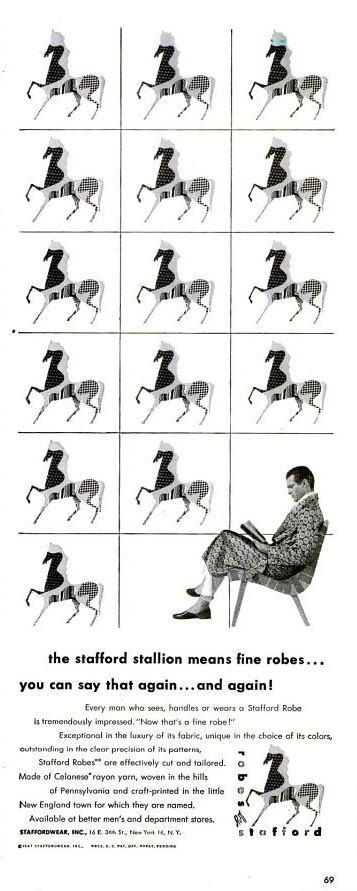 the stafford stallion means fine robes...
you can say that again...and again!
Every man who sees, handles or wears a Stafford Robe
is tremendously impressed. "Now that's a fine robe!"
Exceptional in the luxury of its fabric, unique in the choice of its colors,
outstanding in the clear precision of its patterns,
Stafford Robes** are effectively cut and tailored.
Made of Celanese* rayon yarn, woven in the hills
of Pennsylvania and craft-printed in the little
New England town for which they are named.
Available at better men's and department stores.
STAFFORDWEAR, INC., 16 E. 34th St., New York 16, N. Y.
©1947 STAFFORDWEAR, INC. *REG. U.S. PAT. OFF. **PAT. PENDING
robes
by
stafford
69